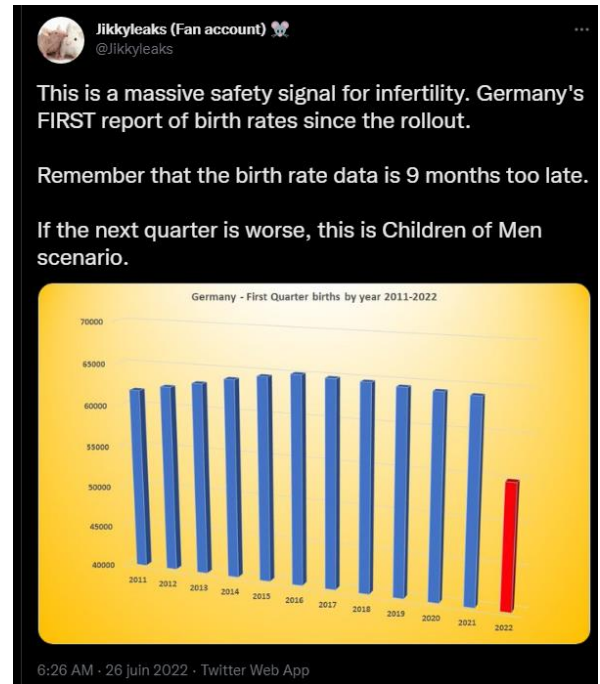 Jikkyleaks (Fan account) 🐭
@Jikkyleaks
This is a massive safety signal for infertility. Germany's
FIRST report of birth rates since the rollout.
Remember that the birth rate data is 9 months too late.
If the next quarter is worse, this is Children of Men
scenario.
Germany - First Quarter births by year 2011-2022
70000
65000
60000
55000
50000
45000
40000
2011 2012 2013 2014 2015 2016 2017 2018 2019 2020 2021 2022
6:26 AM · 26 juin 2022 · Twitter Web App